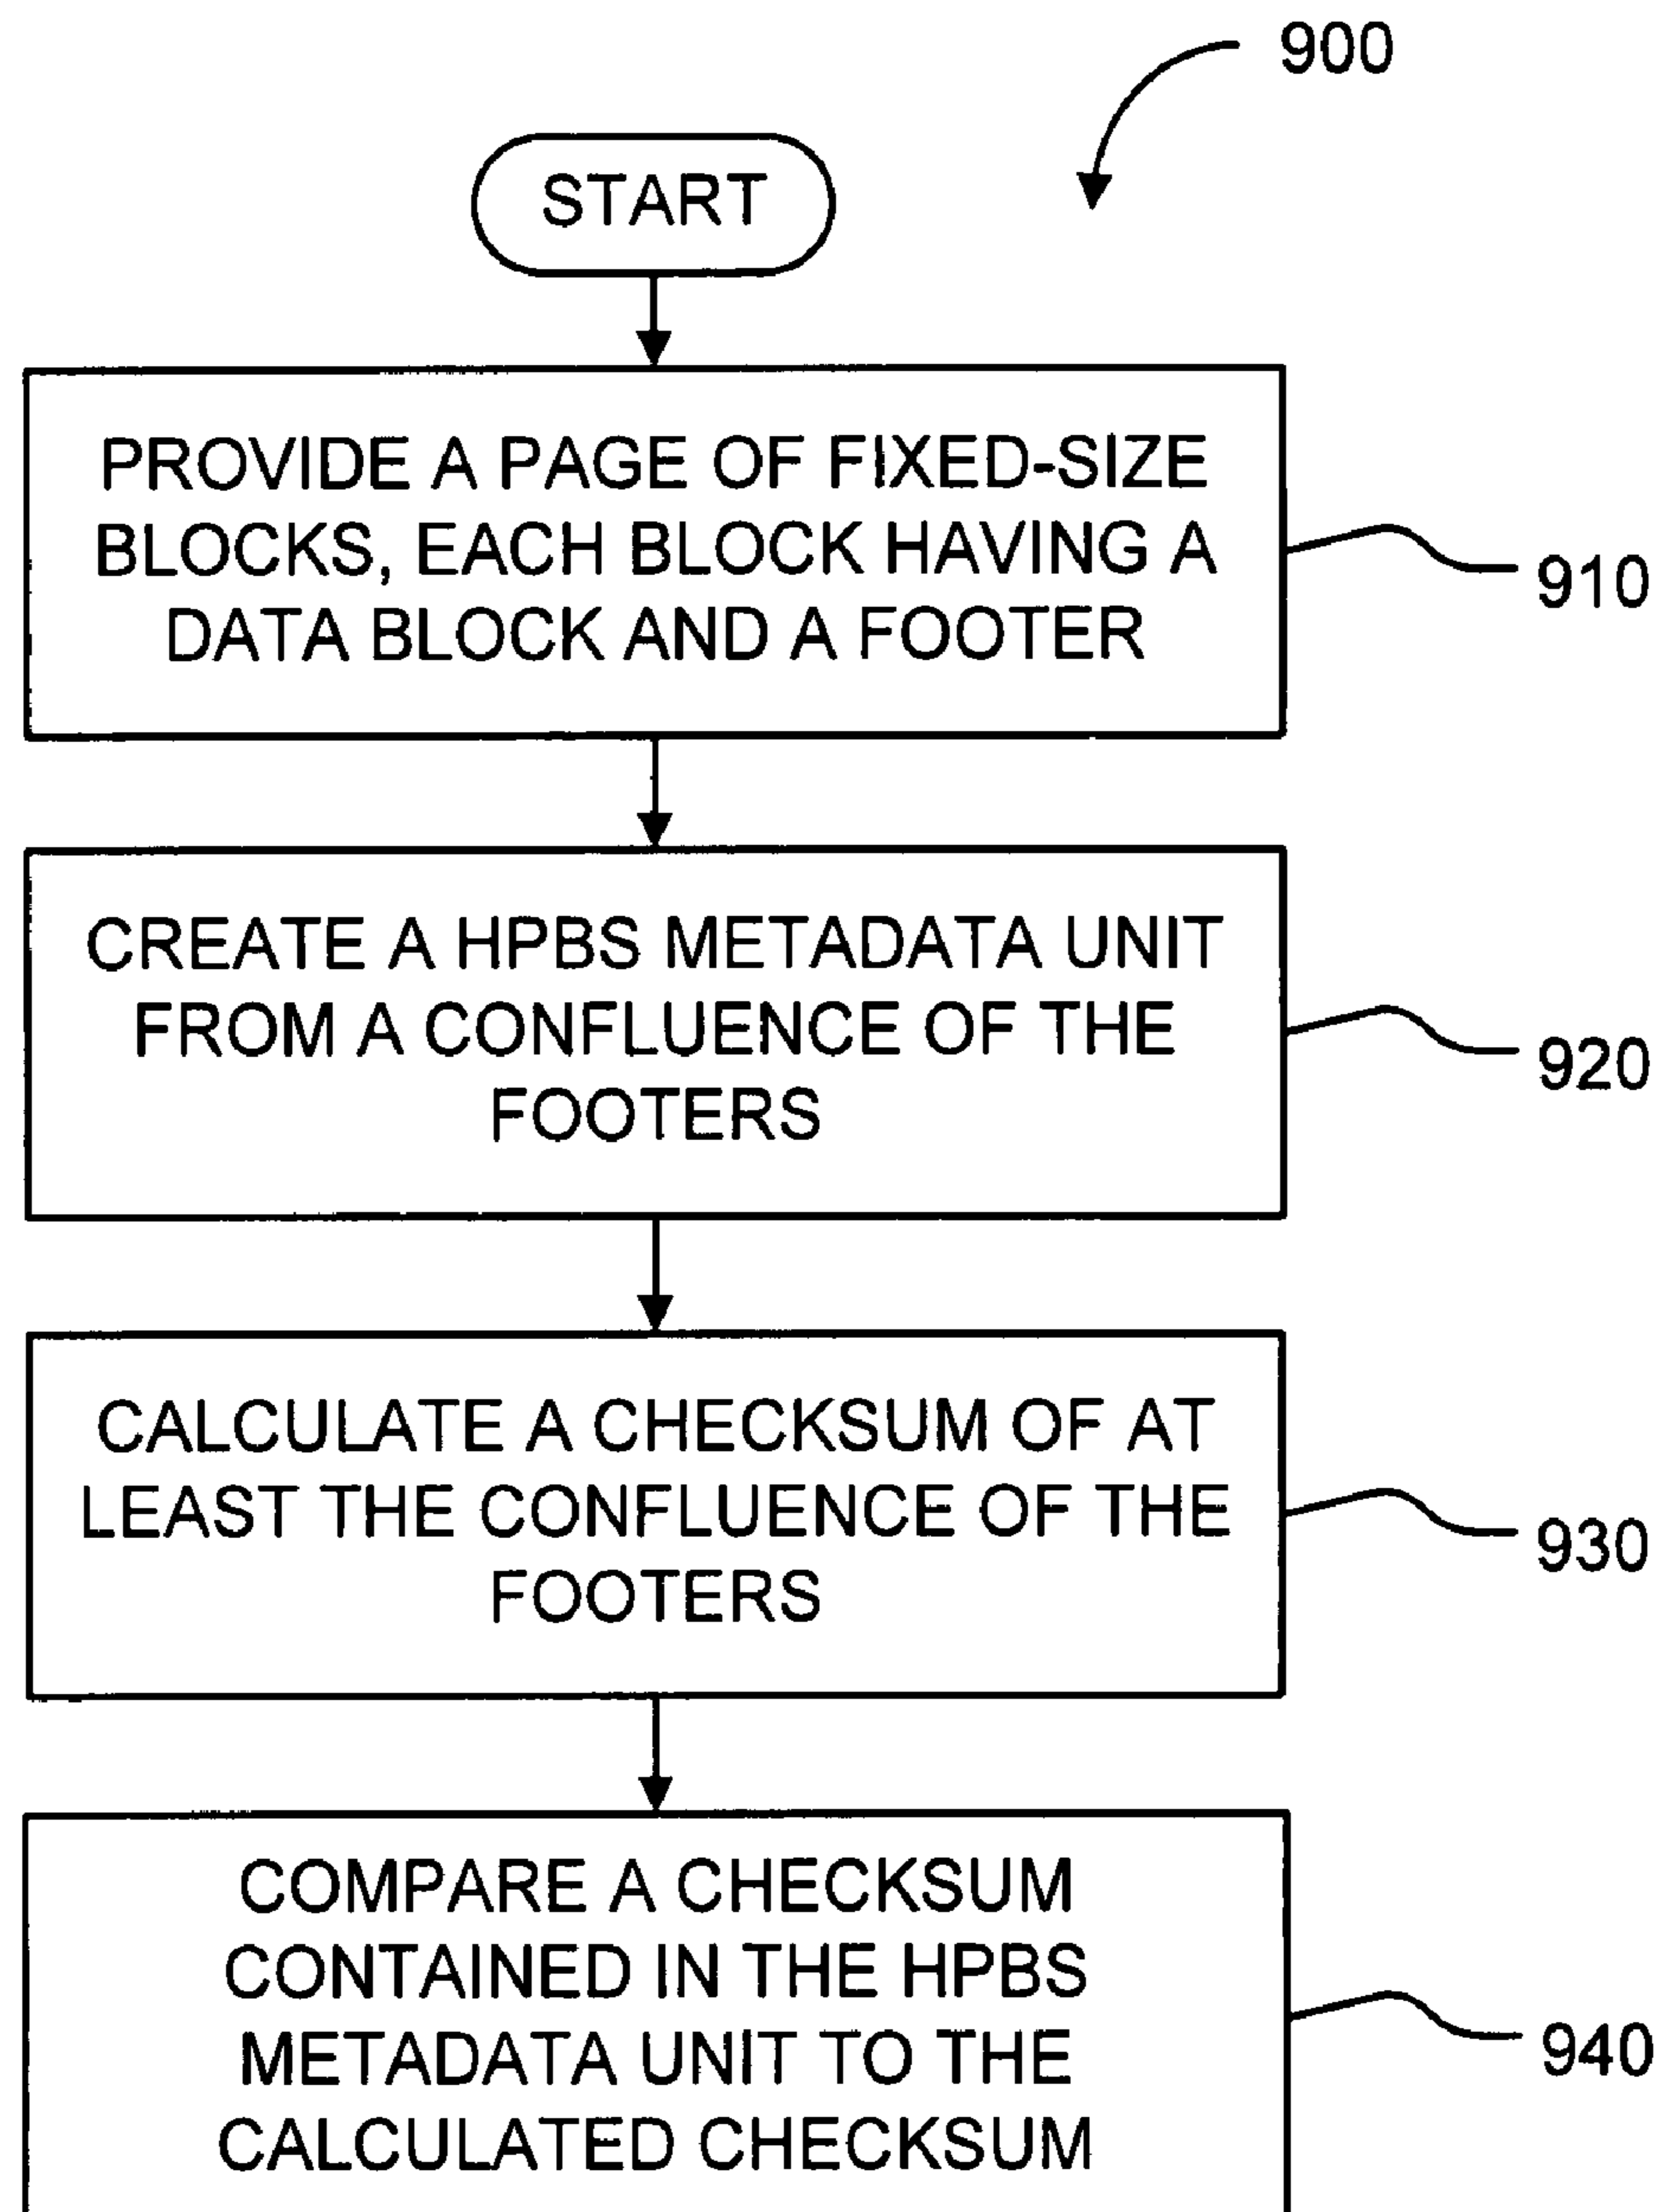 900
START
PROVIDE A PAGE OF FIXED-SIZE
BLOCKS, EACH BLOCK HAVING A
DATA BLOCK AND A FOOTER
910
CREATE A HPBS METADATA UNIT
FROM A CONFLUENCE OF THE
FOOTERS
920
CALCULATE A CHECKSUM OF AT
LEAST THE CONFLUENCE OF THE
FOOTERS
930
COMPARE A CHECKSUM
CONTAINED IN THE HPBS
METADATA UNIT TO THE
CALCULATED CHECKSUM
940